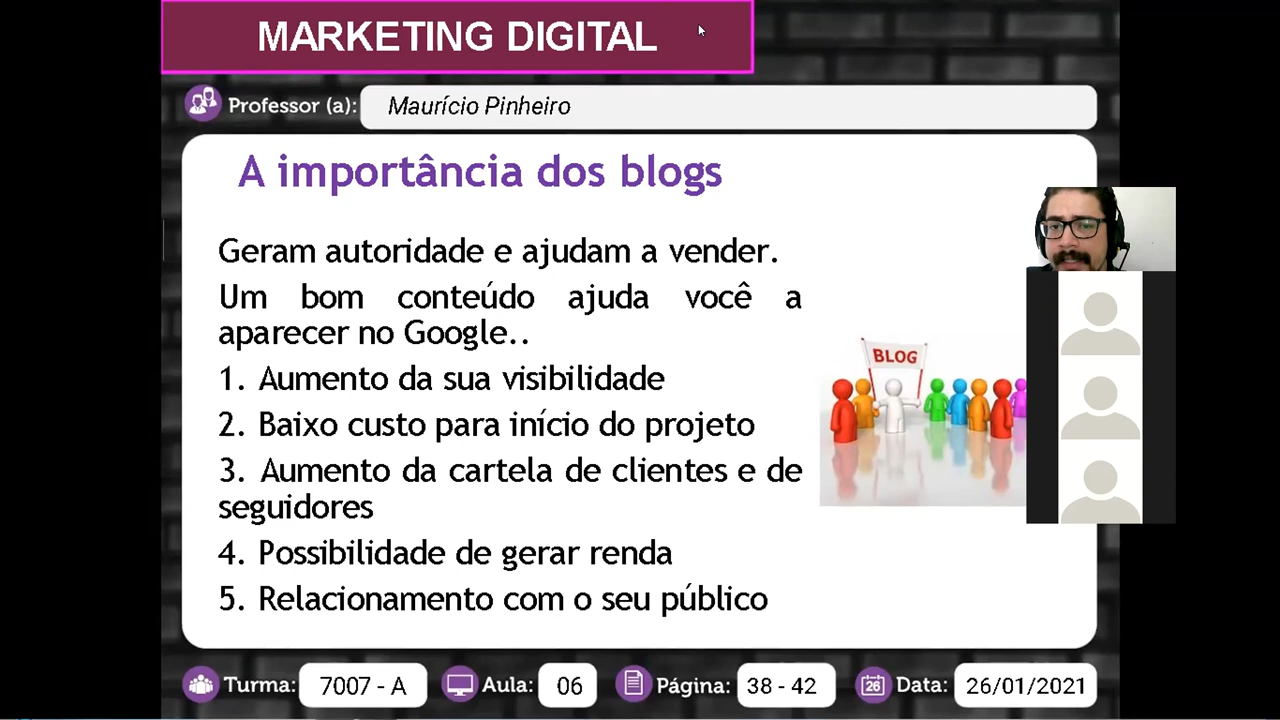 MARKETING DIGITAL
Professor (a): Maurício Pinheiro
A importância dos blogs
Geram autoridade e ajudam a vender.
Um bom conteúdo ajuda você a
aparecer no Google..
1. Aumento da sua visibilidade
2. Baixo custo para início do projeto
3. Aumento da cartela de clientes e de
seguidores
4. Possibilidade de gerar renda
5. Relacionamento com o seu público
BLOG
Turma: 7007 - A Aula: 06 Página: 38 - 42 26 Data: 26/01/2021